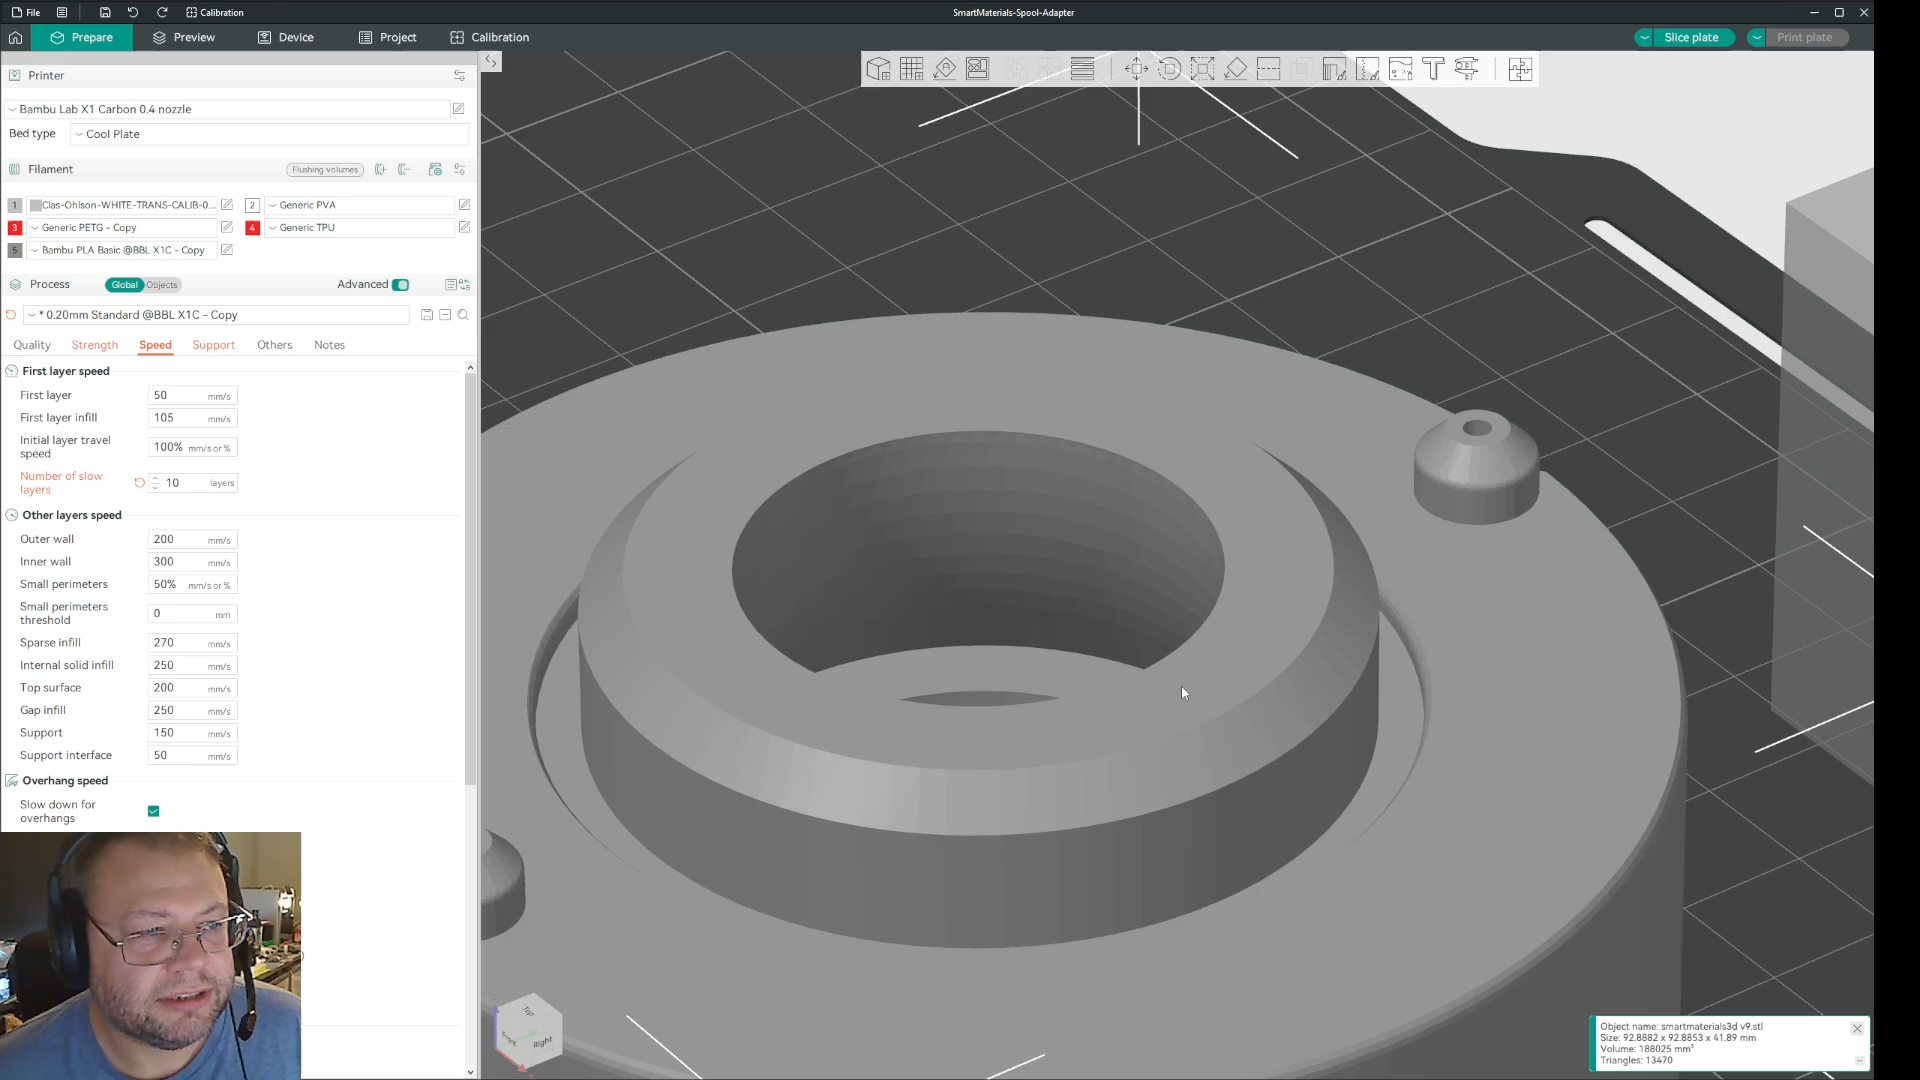 File
Calibration
SmartMaterials-Spool-Adapter
Prepare
Preview
Device
Project
Calibration
Slice plate
Print plate
Printer
Bambu Lab X1 Carbon 0.4 nozzle
Bed type
Cool Plate
Filament
Flushing volumes
1 Clas-Ohlson-WHITE-TRANS-CALIB-0...
2 Generic PVA
3 Generic PETG - Copy
4 Generic TPU
5 Bambu PLA Basic @BBL X1C - Copy
Process
Global
Objects
Advanced
* 0.20mm Standard @BBL X1C - Copy
Quality
Strength
Speed
Support
Others
Notes
First layer speed
First layer 50 mm/s
First layer infill 105 mm/s
Initial layer travel
speed
100% mm/s or %
Number of slow
layers
10 layers
Other layers speed
Outer wall 200 mm/s
Inner wall 300 mm/s
Small perimeters 50% mm/s or %
Small perimeters
threshold
0 mm
Sparse infill 270 mm/s
Internal solid infill 250 mm/s
Top surface 200 mm/s
Gap infill 250 mm/s
Support 150 mm/s
Support interface 50 mm/s
Overhang speed
Slow down for
overhangs
Top
Front
Right
Object name: smartmaterials3d v9.stl
Size: 92.8882 x 92.8853 x 41.89 mm
Volume: 188025 mm³
Triangles: 13470